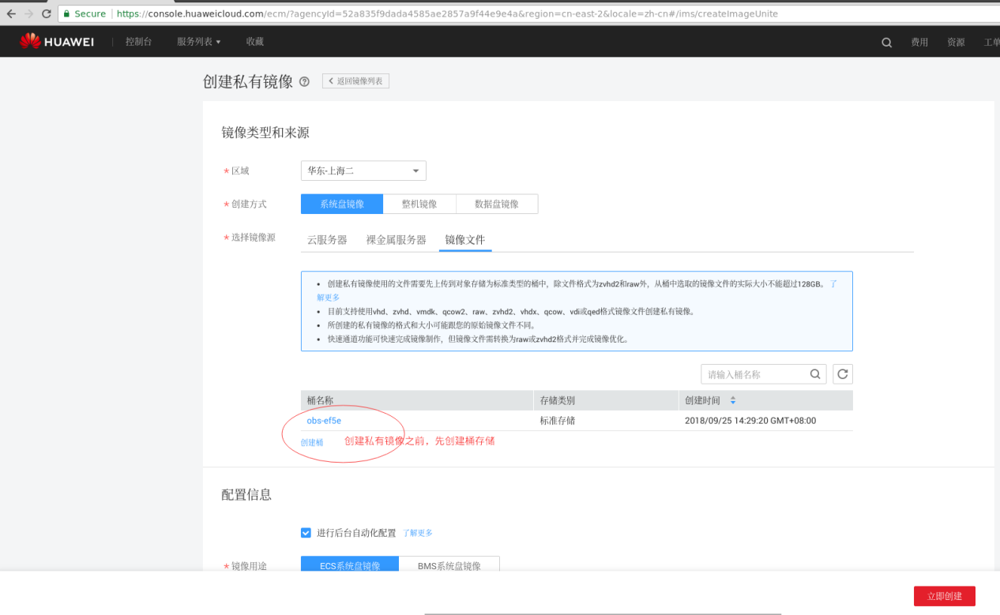 Secure https://console.huaweicloud.com/ecm/?agencyId=52a835f9dada4585ae2857a9f44e9e4a&region=cn-east-2&locale=zh-cn#/ims/createImageUnite
HUAWEI 控制台 服务列表 收藏 费用 资源 工单
创建私有镜像 返回镜像列表
镜像类型和来源
* 区域 华东-上海二
* 创建方式 系统盘镜像 整机镜像 数据盘镜像
* 选择镜像源 云服务器 裸金属服务器 镜像文件
• 创建私有镜像使用的文件需要先上传到对象存储为标准类型的桶中，除文件格式为zvhd2和raw外，从桶中选取的镜像文件的实际大小不能超过128GB。 了
解更多
• 目前支持使用vhd、zvhd、vmdk、qcow2、raw、zvhd2、vhdx、qcow、vdi或qed格式镜像文件创建私有镜像。
• 所创建的私有镜像的格式和大小可能跟您的原始镜像文件不同。
• 快速通道功能可快速完成镜像制作，但镜像文件需转换为raw或zvhd2格式并完成镜像优化。
请输入桶名称
桶名称 存储类别 创建时间
obs-ef5e 标准存储 2018/09/25 14:29:20 GMT+08:00
创建桶 创建私有镜像之前，先创建桶存储
配置信息
进行后台自动化配置 了解更多
* 镜像用途 ECS系统盘镜像 BMS系统盘镜像
立即创建